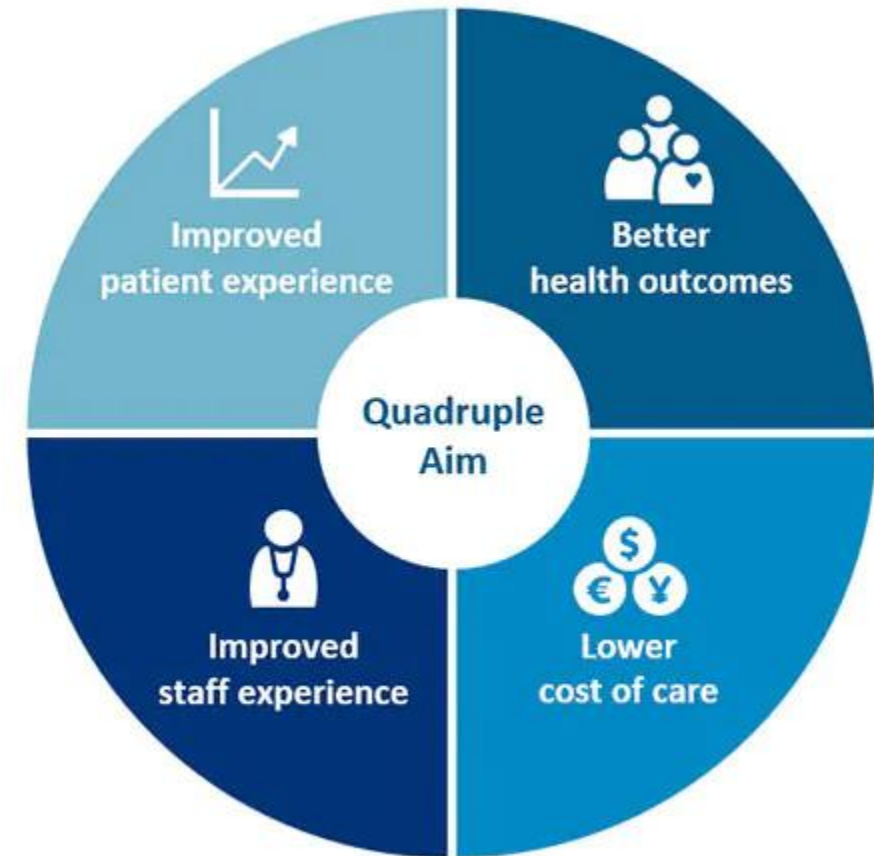 Improved
patient experience
Better
health outcomes
Quadruple
Aim
Improved
staff experience
$
€ ¥
Lower
cost of care